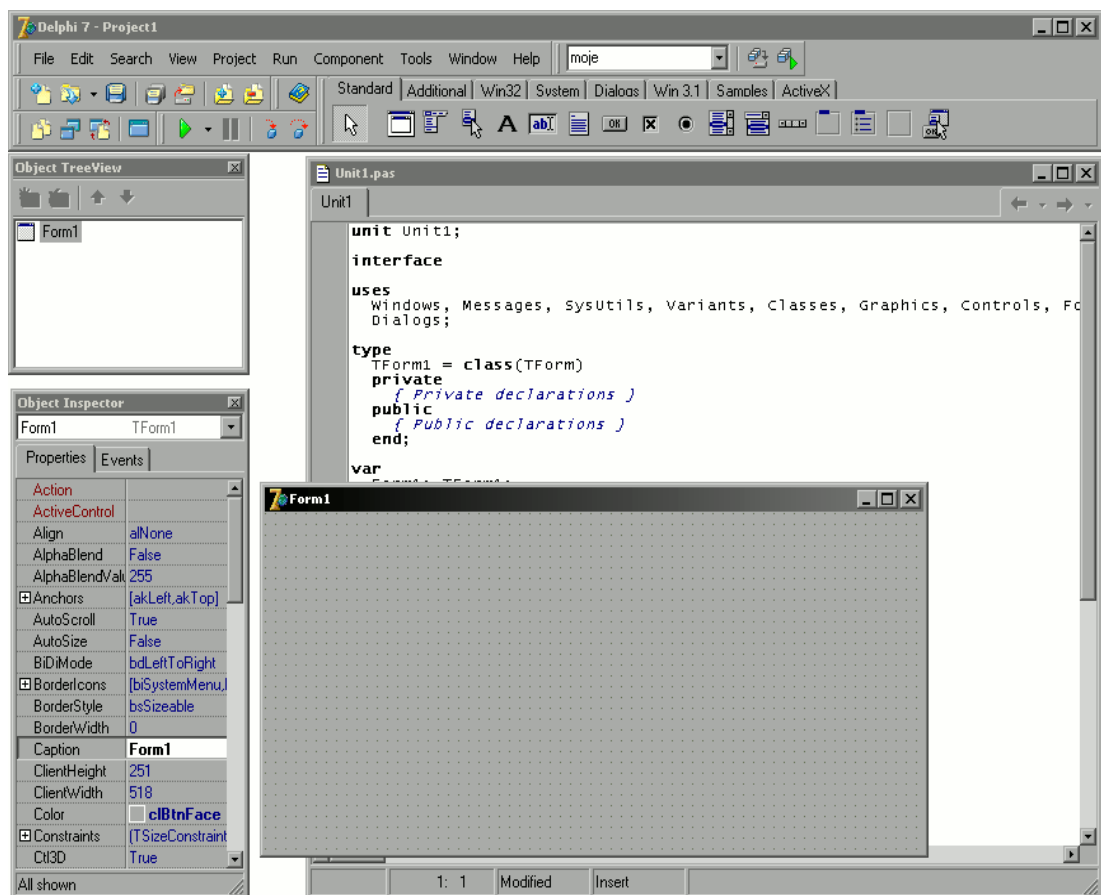 Delphi 7 - Project1
File Edit Search View Project Run Component Tools Window Help moje
Standard Additional Win32 System Dialogs Win 3.1 Samples ActiveX
Object TreeView
Form1
Object Inspector
Form1 TForm1
Properties Events
Action
ActiveControl
Align alNone
AlphaBlend False
AlphaBlendValu 255
Anchors [akLeft,akTop]
AutoScroll True
AutoSize False
BiDiMode bdLeftToRight
BorderIcons [biSystemMenu,
BorderStyle bsSizeable
BorderWidth 0
Caption Form1
ClientHeight 251
ClientWidth 518
Color clBtnFace
Constraints (TSizeConstraint
Ctl3D True
All shown
Unit1.pas
Unit1
unit Unit1;
interface
uses
Windows, Messages, SysUtils, Variants, Classes, Graphics, Controls, Fo
Dialogs;
type
TForm1 = class(TForm)
private
{ Private declarations }
public
{ Public declarations }
end;
var
Form1: TForm1;
Form1
1: 1 Modified Insert